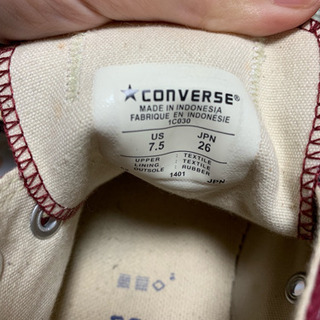 CONVERSE®
MADE IN INDONESIA
FABRIQUE EN INDONESIE
1C030
US JPN
7.5 26
UPPER TEXTILE
LINING TEXTILE
OUTSOLE RUBBER
1401 JPN